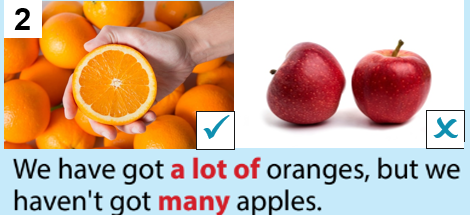 2
We have got a lot of oranges, but we
haven't got many apples.